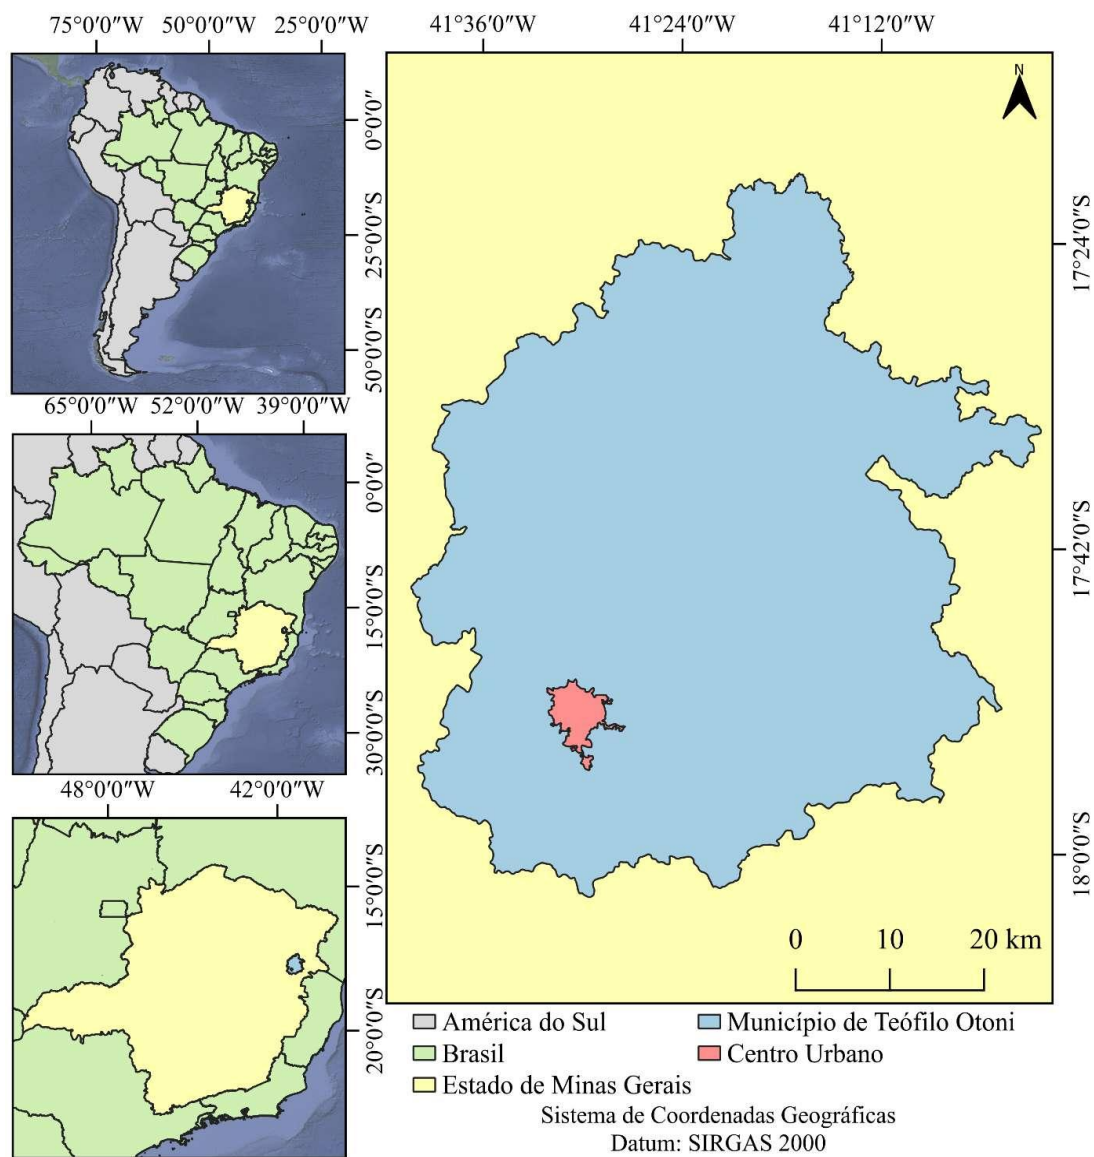 75°0'0"W 50°0'0"W 25°0'0"W
0°0'0"
25°0'0"S
50°0'0"S
65°0'0"W 52°0'0"W 39°0'0"W
0°0'0"
15°0'0"S
30°0'0"S
48°0'0"W 42°0'0"W
15°0'0"S
20°0'0"S
41°36'0"W 41°24'0"W 41°12'0"W
N
17°24'0"S
17°42'0"S
18°0'0"S
0 10 20 km
América do Sul
Brasil
Estado de Minas Gerais
Município de Teófilo Otoni
Centro Urbano
Sistema de Coordenadas Geográficas
Datum: SIRGAS 2000